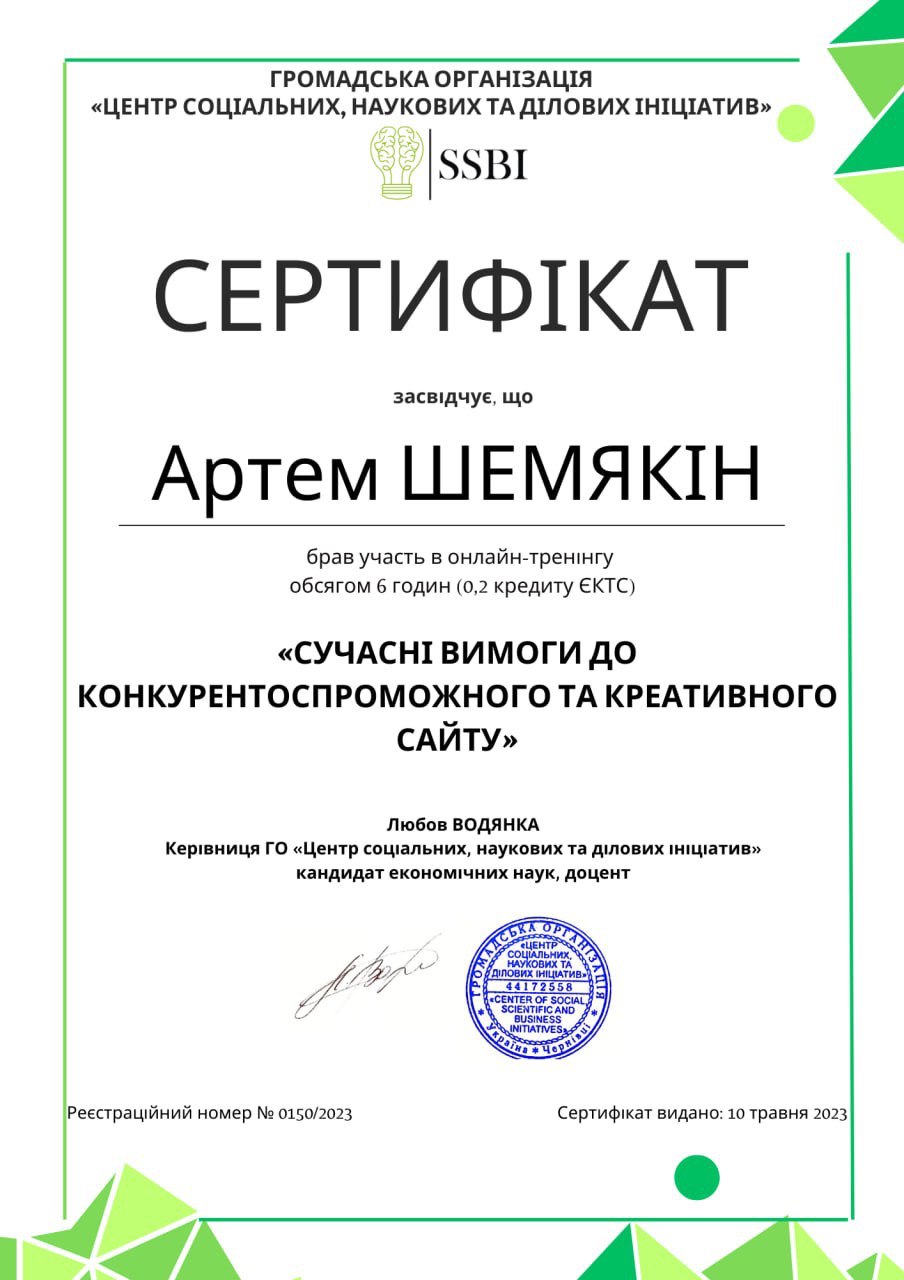 ГРОМАДСЬКА ОРГАНІЗАЦІЯ
«ЦЕНТР СОЦІАЛЬНИХ, НАУКОВИХ ТА ДІЛОВИХ ІНІЦІАТИВ»
SSBI
СЕРТИФІКАТ
засвідчує, що
Артем ШЕМЯКІН
брав участь в онлайн-тренінгу
обсягом 6 годин (0,2 кредиту ЄКТС)
«СУЧАСНІ ВИМОГИ ДО
КОНКУРЕНТОСПРОМОЖНОГО ТА КРЕАТИВНОГО
САЙТУ»
Любов ВОДЯНКА
Керівниця ГО «Центр соціальних, наукових та ділових ініціатив»
кандидат економічних наук, доцент
ГРОМАДСЬКА ОРГАНІЗАЦІЯ
«ЦЕНТР
СОЦІАЛЬНИХ,
НАУКОВИХ ТА
ДІЛОВИХ ІНІЦІАТИВ»
44172558
«CENTER OF SOCIAL,
SCIENTIFIC AND
BUSINESS
INITIATIVES»
* Україна * Чернівці *
Реєстраційний номер № 0150/2023
Сертифікат видано: 10 травня 2023